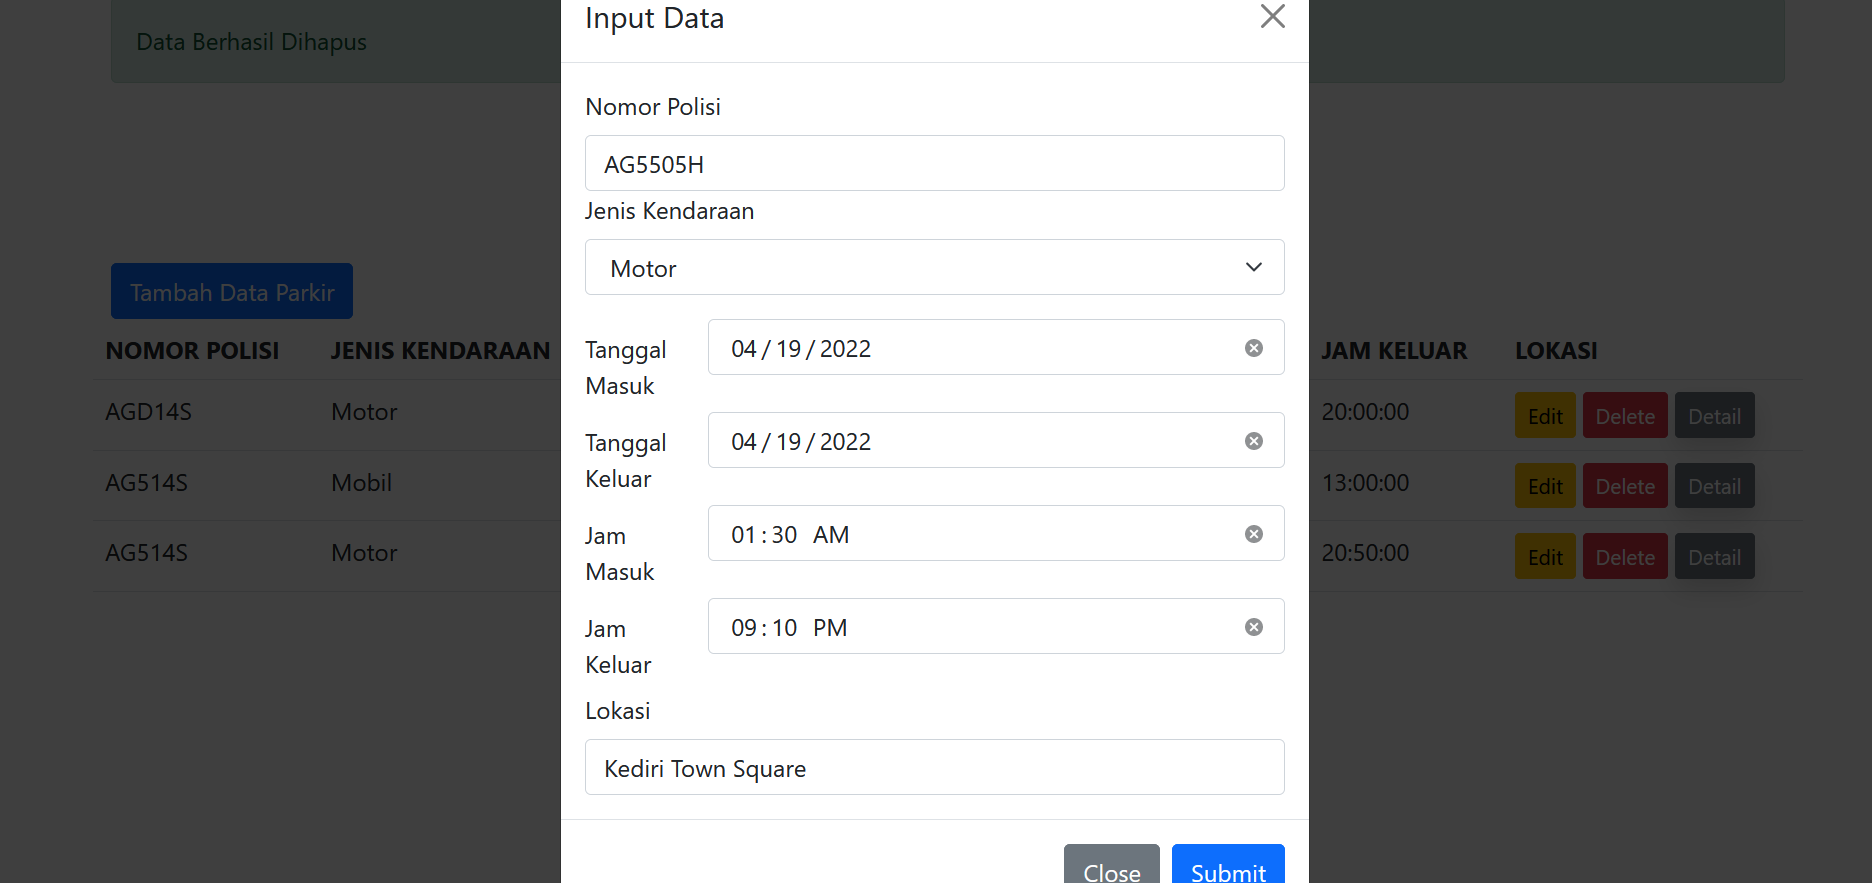 Input Data
Data Berhasil Dihapus
Nomor Polisi
AG5505H
Jenis Kendaraan
Motor
Tambah Data Parkir
NOMOR POLISI JENIS KENDARAAN JAM KELUAR LOKASI
Tanggal Masuk 04/19/2022
AGD14S Motor 20:00:00 Edit Delete Detail
Tanggal Keluar 04/19/2022
AG514S Mobil 13:00:00 Edit Delete Detail
Jam Masuk 01:30 AM
AG514S Motor 20:50:00 Edit Delete Detail
Jam Keluar 09:10 PM
Lokasi
Kediri Town Square
Close Submit